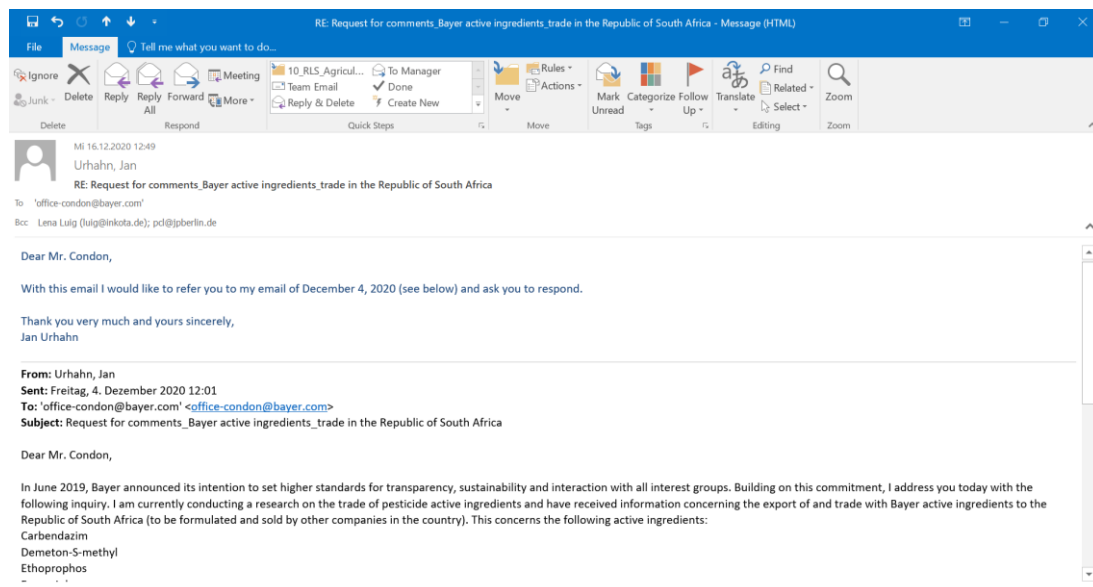 RE: Request for comments_Bayer active ingredients_trade in the Republic of South Africa - Message (HTML)
File Message Tell me what you want to do...
Ignore
Junk
Delete
Reply
Reply All
Forward
Meeting
More
10_RLS_Agricul...
Team Email
Reply & Delete
To Manager
Done
Create New
Move
Rules
Actions
Mark Unread
Categorize
Follow Up
Translate
Find
Related
Select
Zoom
Delete Respond Quick Steps Move Tags Editing Zoom
Mi 16.12.2020 12:49
Urhahn, Jan
RE: Request for comments_Bayer active ingredients_trade in the Republic of South Africa
To 'office-condon@bayer.com'
Bcc Lena Luig (luig@inkota.de); pcl@jpberlin.de
Dear Mr. Condon,
With this email I would like to refer you to my email of December 4, 2020 (see below) and ask you to respond.
Thank you very much and yours sincerely,
Jan Urhahn
From: Urhahn, Jan
Sent: Freitag, 4. Dezember 2020 12:01
To: 'office-condon@bayer.com' <office-condon@bayer.com>
Subject: Request for comments_Bayer active ingredients_trade in the Republic of South Africa
Dear Mr. Condon,
In June 2019, Bayer announced its intention to set higher standards for transparency, sustainability and interaction with all interest groups. Building on this commitment, I address you today with the
following inquiry. I am currently conducting a research on the trade of pesticide active ingredients and have received information concerning the export of and trade with Bayer active ingredients to the
Republic of South Africa (to be formulated and sold by other companies in the country). This concerns the following active ingredients:
Carbendazim
Demeton-S-methyl
Ethoprophos